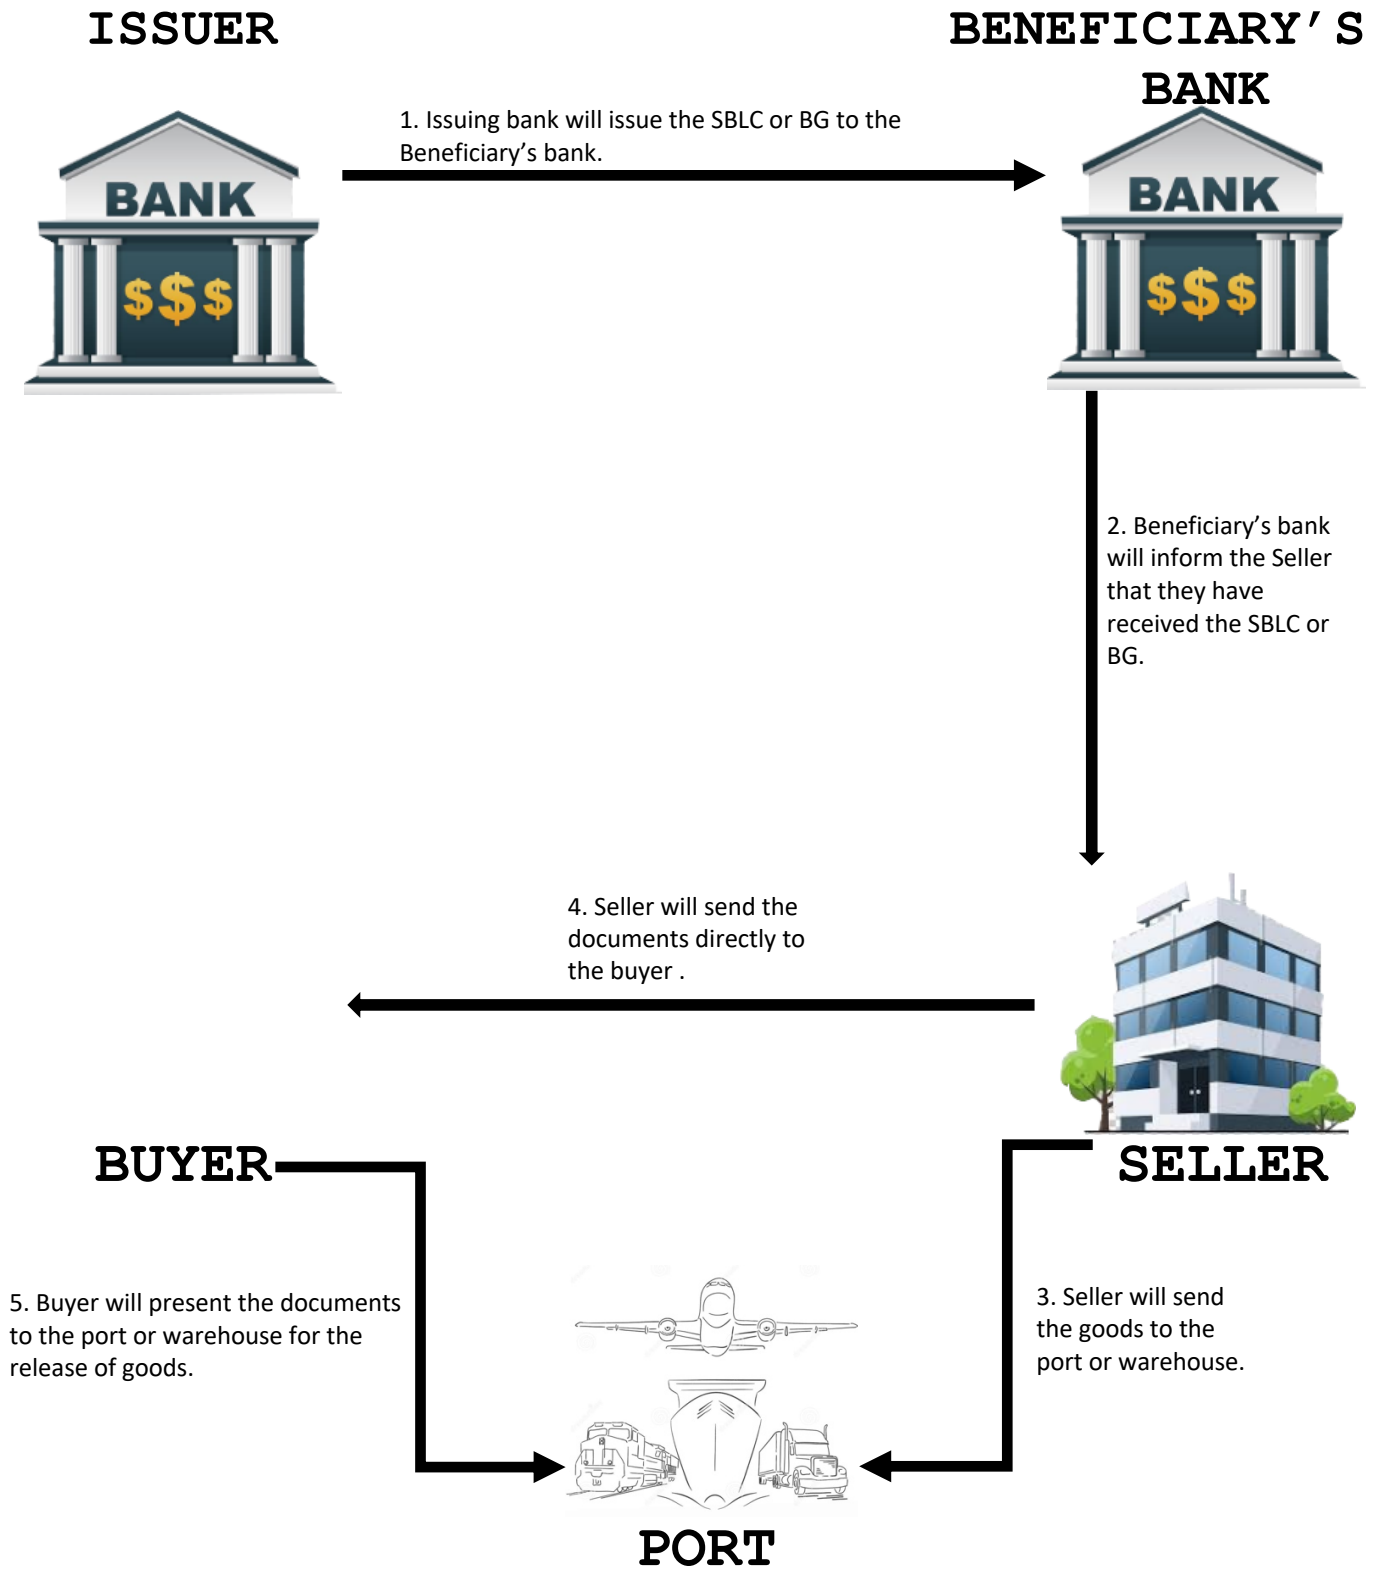 ISSUER
BENEFICIARY’S
BANK
1. Issuing bank will issue the SBLC or BG to the
Beneficiary’s bank.
BANK
$$$
BANK
$$$
2. Beneficiary’s bank
will inform the Seller
that they have
received the SBLC or
BG.
4. Seller will send the
documents directly to
the buyer .
BUYER
SELLER
5. Buyer will present the documents
to the port or warehouse for the
release of goods.
3. Seller will send
the goods to the
port or warehouse.
PORT